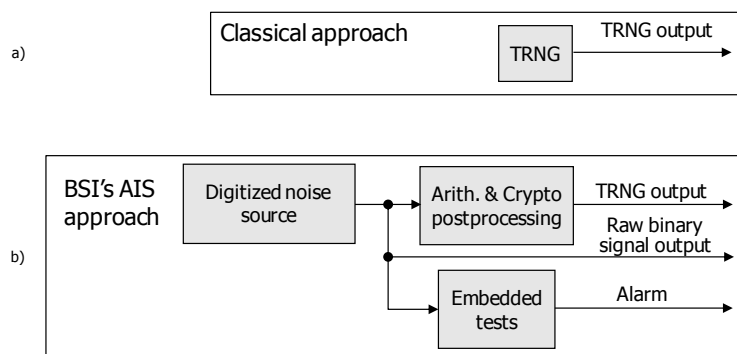 a)
Classical approach
TRNG
TRNG output
b)
BSI's AIS
approach
Digitized noise
source
Arith. & Crypto
postprocessing
TRNG output
Raw binary
signal output
Embedded
tests
Alarm